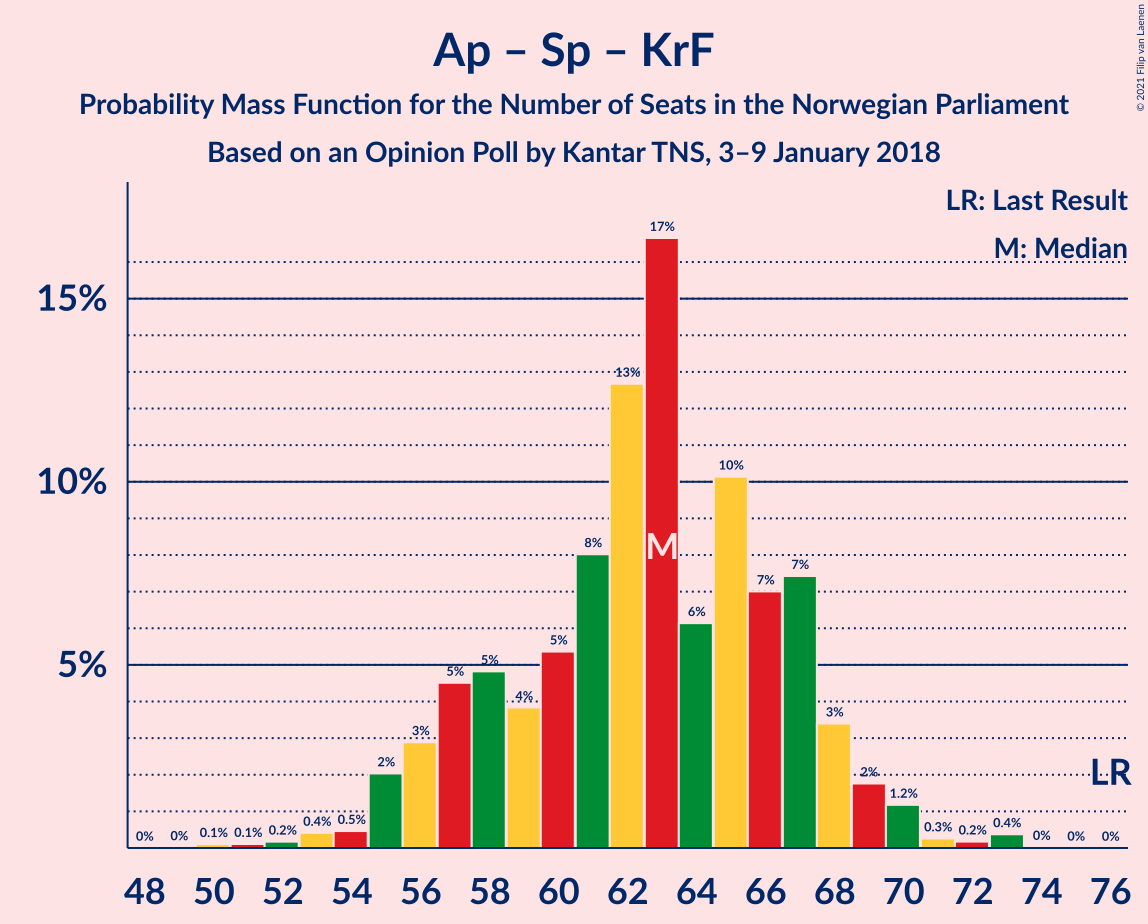 Ap – Sp – KrF
Probability Mass Function for the Number of Seats in the Norwegian Parliament
Based on an Opinion Poll by Kantar TNS, 3–9 January 2018
© 2021 Filip van Laenen
LR: Last Result
M: Median
15%
10%
5%
0% 0% 0.1% 0.1% 0.2% 0.4% 0.5% 2% 3% 5% 5% 4% 5% 8% 13% 17% 6% 10% 7% 7% 3% 2% 1.2% 0.3% 0.2% 0.4% 0% 0% 0%
M
LR
48 50 52 54 56 58 60 62 64 66 68 70 72 74 76